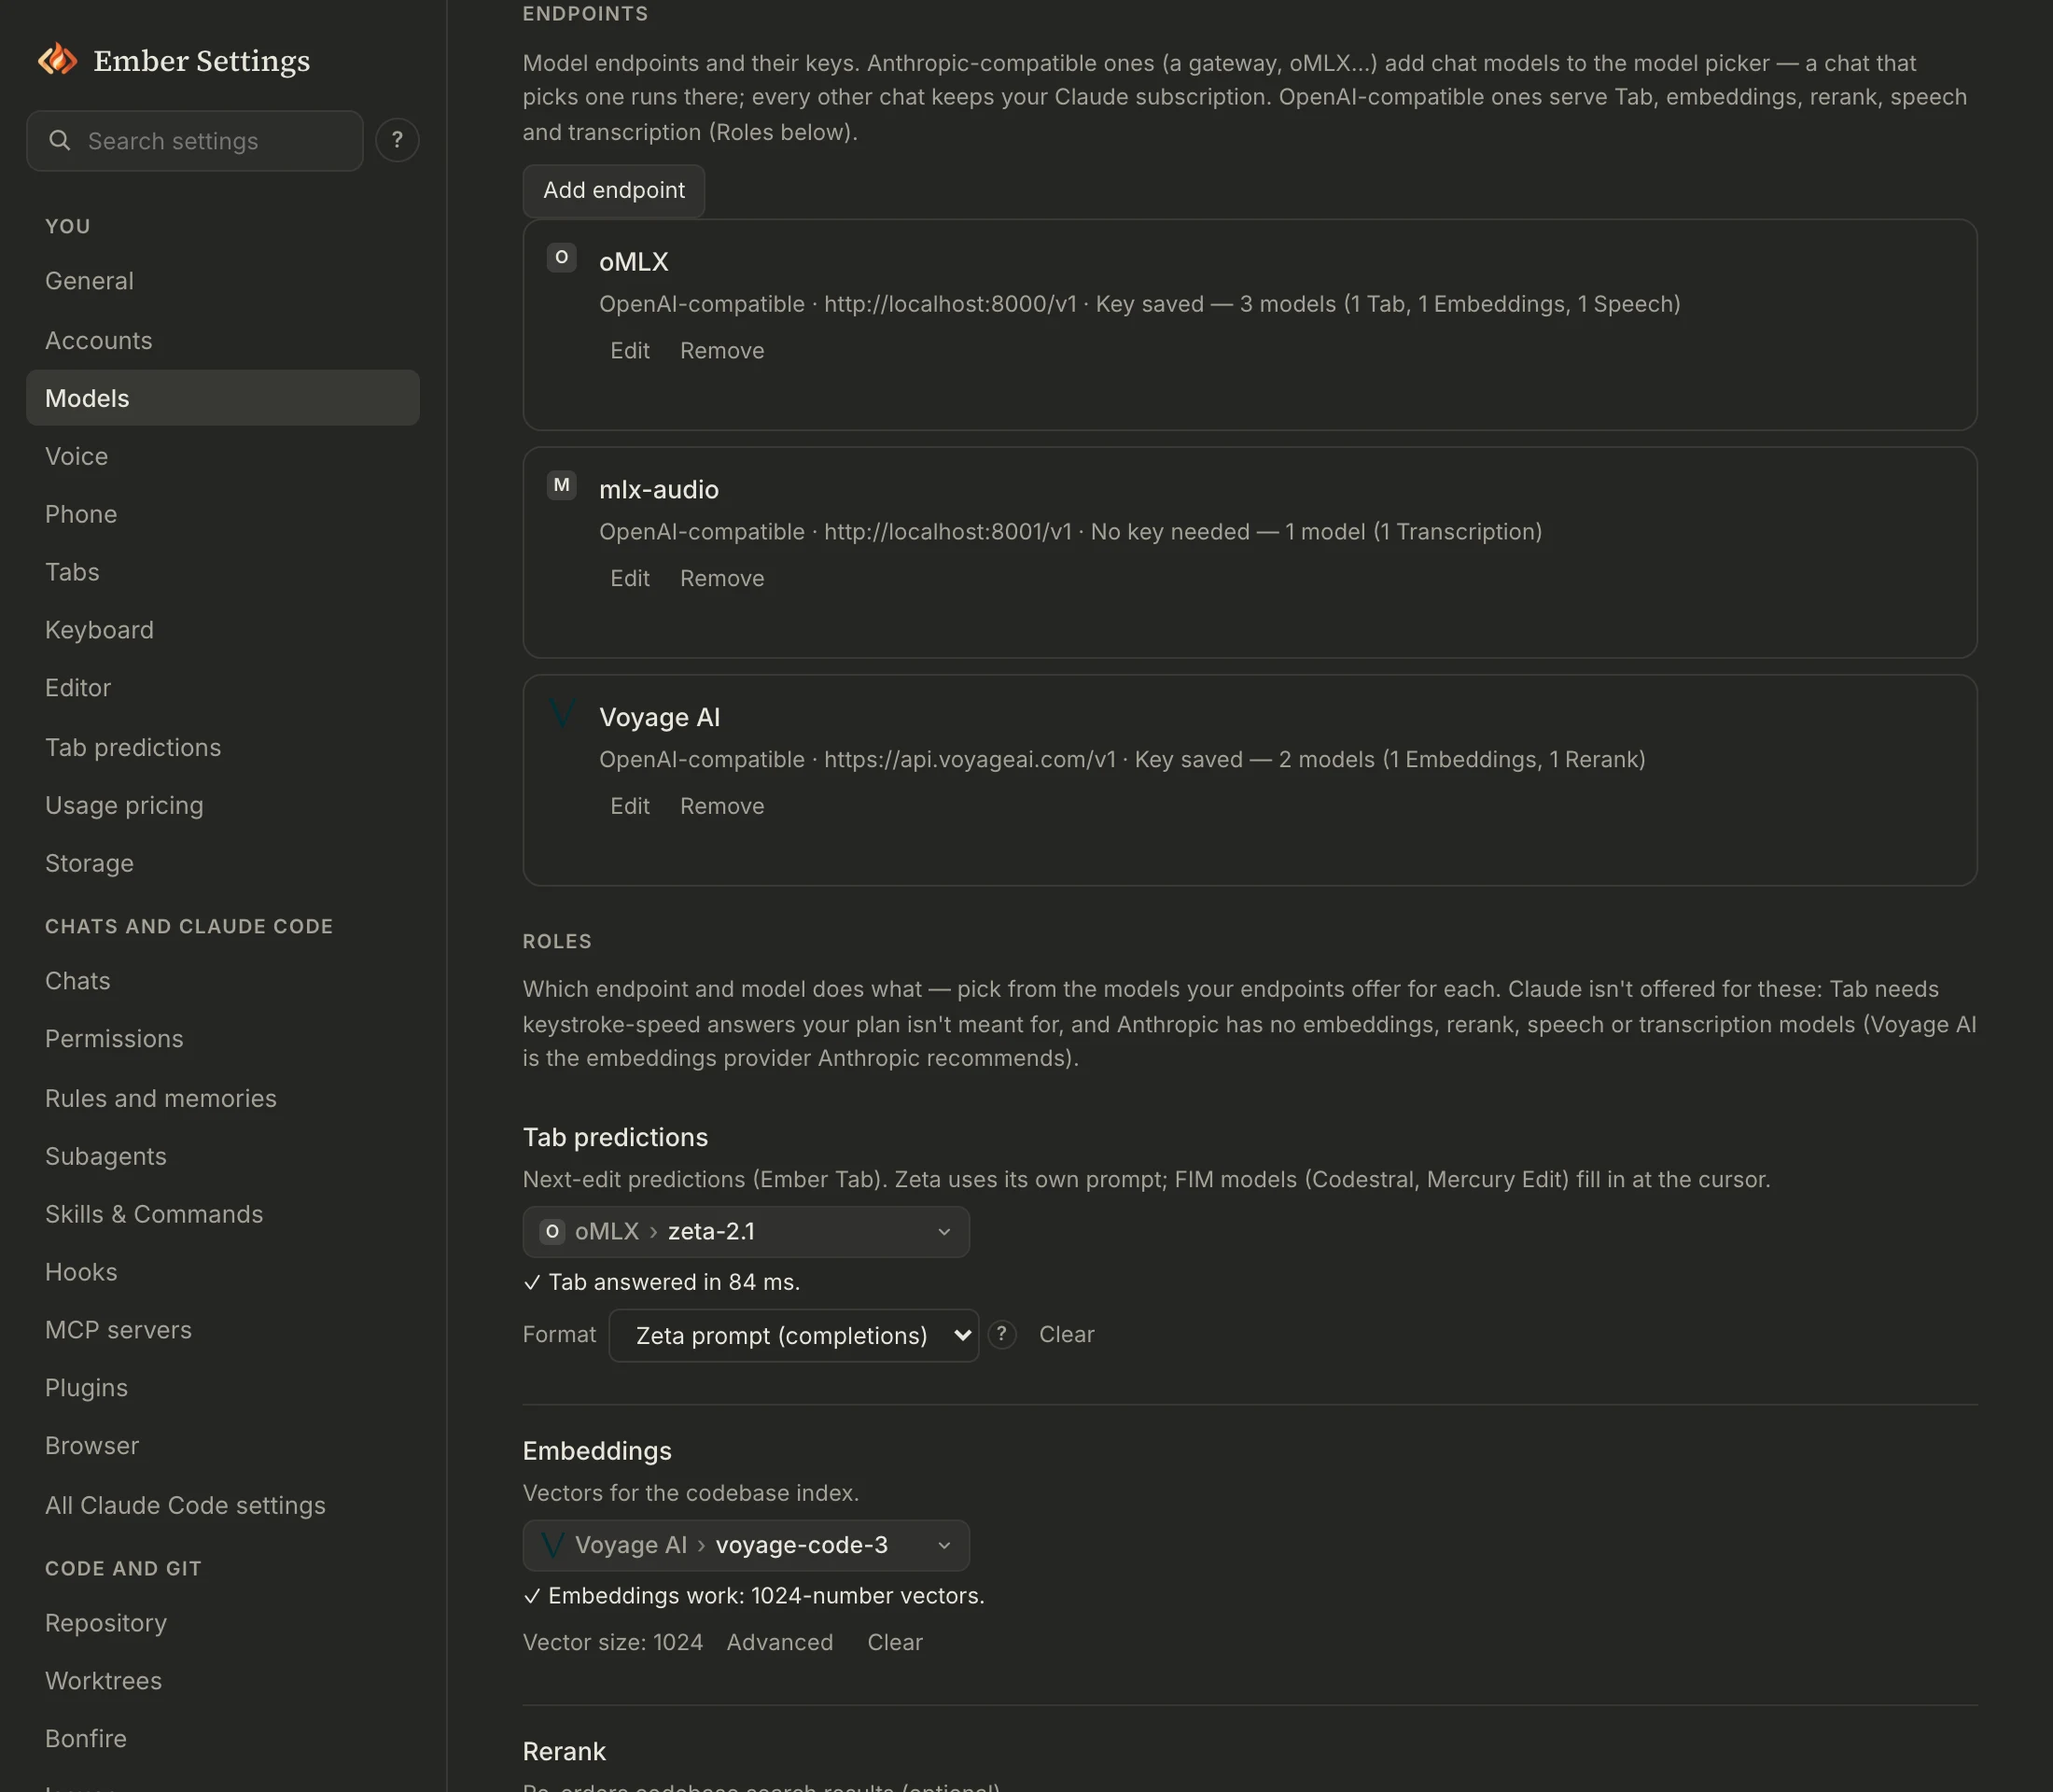 Ember Settings
Search settings
?
YOU
General
Accounts
Models
Voice
Phone
Tabs
Keyboard
Editor
Tab predictions
Usage pricing
Storage
CHATS AND CLAUDE CODE
Chats
Permissions
Rules and memories
Subagents
Skills & Commands
Hooks
MCP servers
Plugins
Browser
All Claude Code settings
CODE AND GIT
Repository
Worktrees
Bonfire
ENDPOINTS
Model endpoints and their keys. Anthropic-compatible ones (a gateway, oMLX...) add chat models to the model picker — a chat that
picks one runs there; every other chat keeps your Claude subscription. OpenAI-compatible ones serve Tab, embeddings, rerank, speech
and transcription (Roles below).
Add endpoint
O
oMLX
OpenAI-compatible · http://localhost:8000/v1 · Key saved — 3 models (1 Tab, 1 Embeddings, 1 Speech)
Edit Remove
M
mlx-audio
OpenAI-compatible · http://localhost:8001/v1 · No key needed — 1 model (1 Transcription)
Edit Remove
Voyage AI
OpenAI-compatible · https://api.voyageai.com/v1 · Key saved — 2 models (1 Embeddings, 1 Rerank)
Edit Remove
ROLES
Which endpoint and model does what — pick from the models your endpoints offer for each. Claude isn't offered for these: Tab needs
keystroke-speed answers your plan isn't meant for, and Anthropic has no embeddings, rerank, speech or transcription models (Voyage AI
is the embeddings provider Anthropic recommends).
Tab predictions
Next-edit predictions (Ember Tab). Zeta uses its own prompt; FIM models (Codestral, Mercury Edit) fill in at the cursor.
O oMLX › zeta-2.1
✓ Tab answered in 84 ms.
Format Zeta prompt (completions) ? Clear
Embeddings
Vectors for the codebase index.
V Voyage AI › voyage-code-3
✓ Embeddings work: 1024-number vectors.
Vector size: 1024 Advanced Clear
Rerank
Re-orders codebase search results (optional)